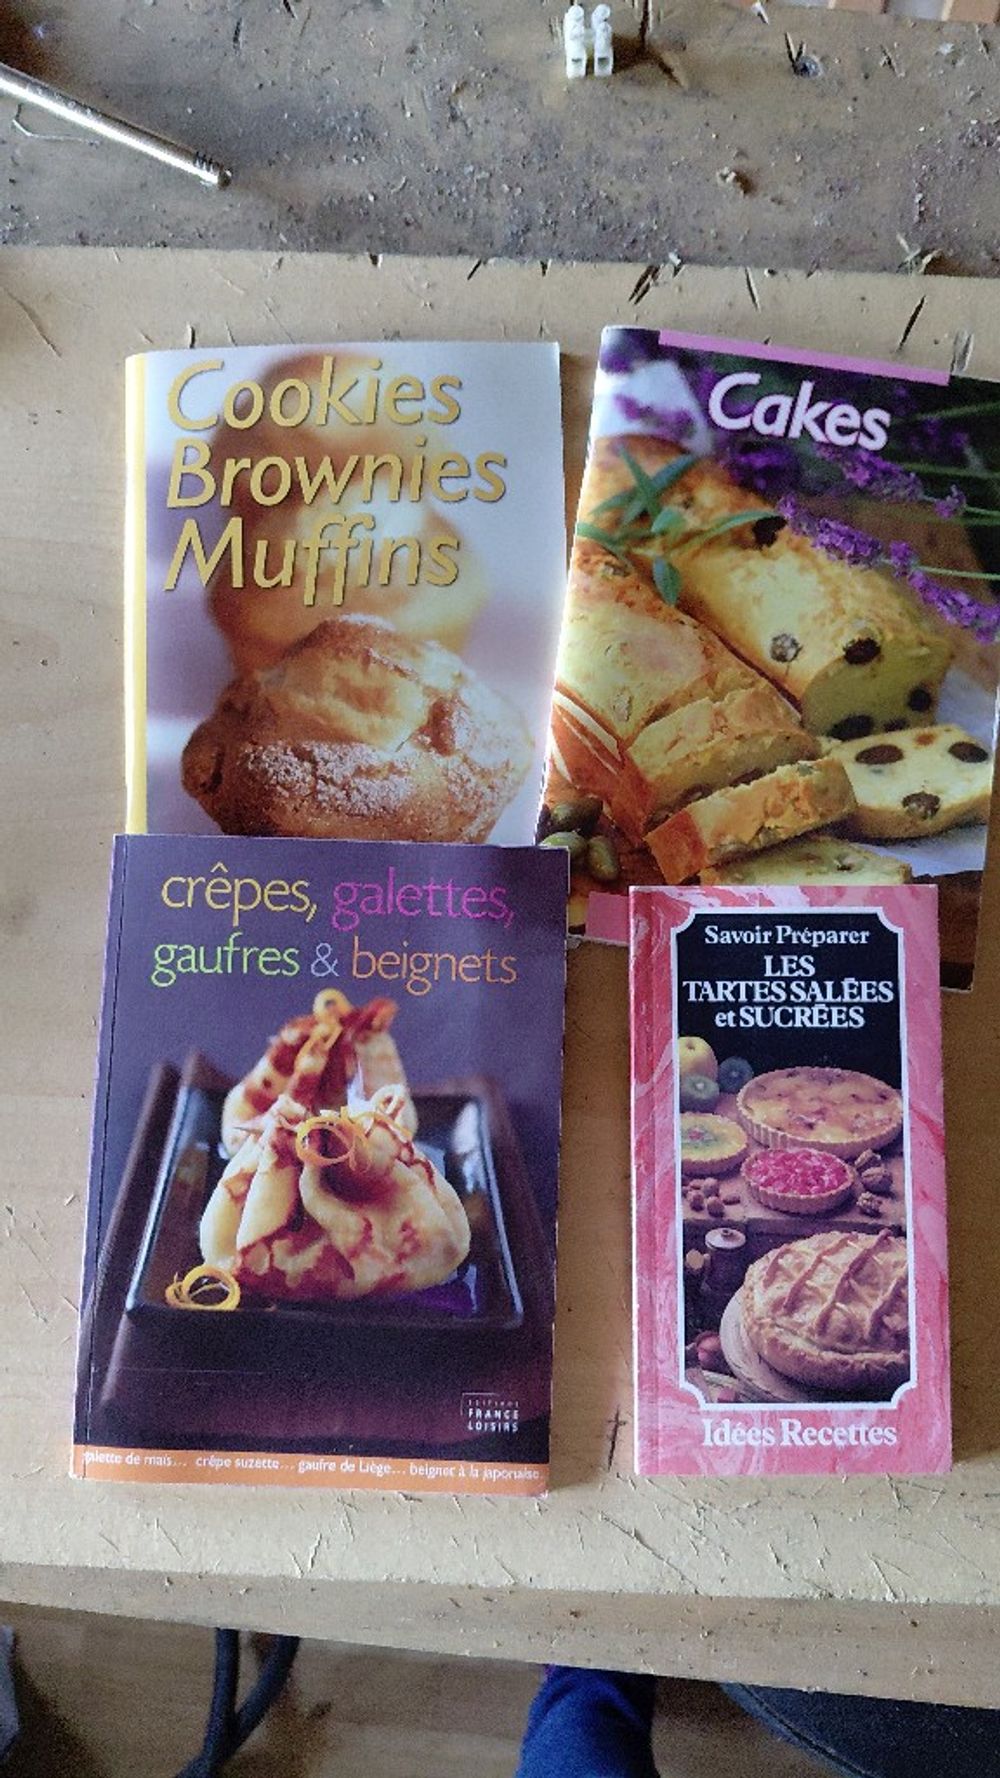 Cookies
Brownies
Muffins
Cakes
crêpes, galettes,
gaufres & beignets
EDITIONS
FRANCE
LOISIRS
galette de maïs... crêpe suzette... gaufre de Liège... beignet à la japonaise...
Savoir Préparer
LES
TARTES SALÉES
et SUCRÉES
Idées Recettes